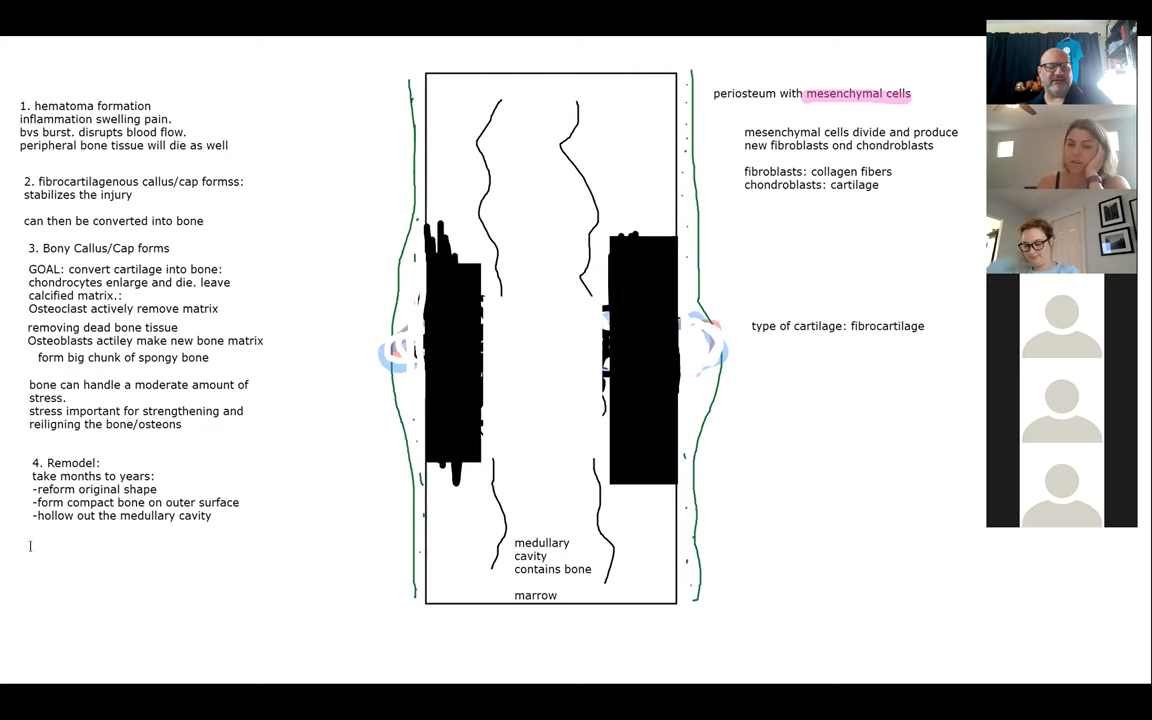 1. hematoma formation
inflammation swelling pain.
bvs burst. disrupts blood flow.
peripheral bone tissue will die as well
2. fibrocartilagenous callus/cap formss:
stabilizes the injury
can then be converted into bone
3. Bony Callus/Cap forms
GOAL: convert cartilage into bone:
chondrocytes enlarge and die. leave
calcified matrix.:
Osteoclast actively remove matrix
removing dead bone tissue
Osteoblasts actiley make new bone matrix
form big chunk of spongy bone
bone can handle a moderate amount of
stress.
stress important for strengthening and
reiligning the bone/osteons
4. Remodel:
take months to years:
-reform original shape
-form compact bone on outer surface
-hollow out the medullary cavity
medullary
cavity
contains bone
marrow
periosteum with mesenchymal cells
mesenchymal cells divide and produce
new fibroblasts ond chondroblasts
fibroblasts: collagen fibers
chondroblasts: cartilage
type of cartilage: fibrocartilage